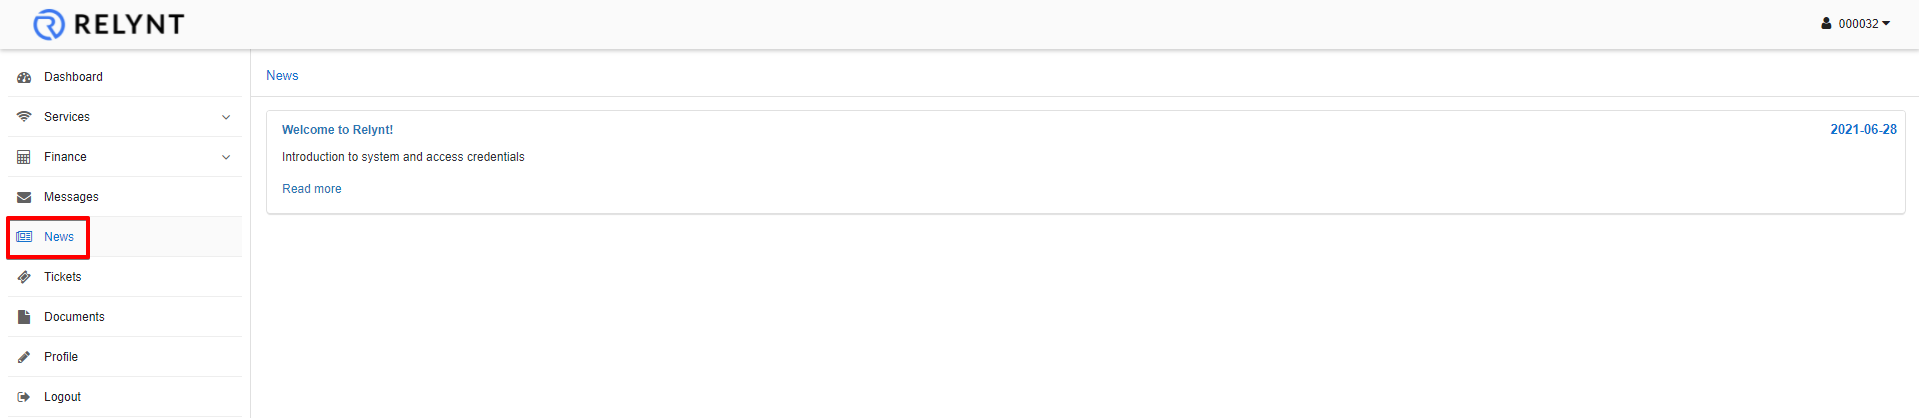 RELYNT
000032
Dashboard
Services
Finance
Messages
News
Tickets
Documents
Profile
Logout
News
Welcome to Relynt!
2021-06-28
Introduction to system and access credentials
Read more